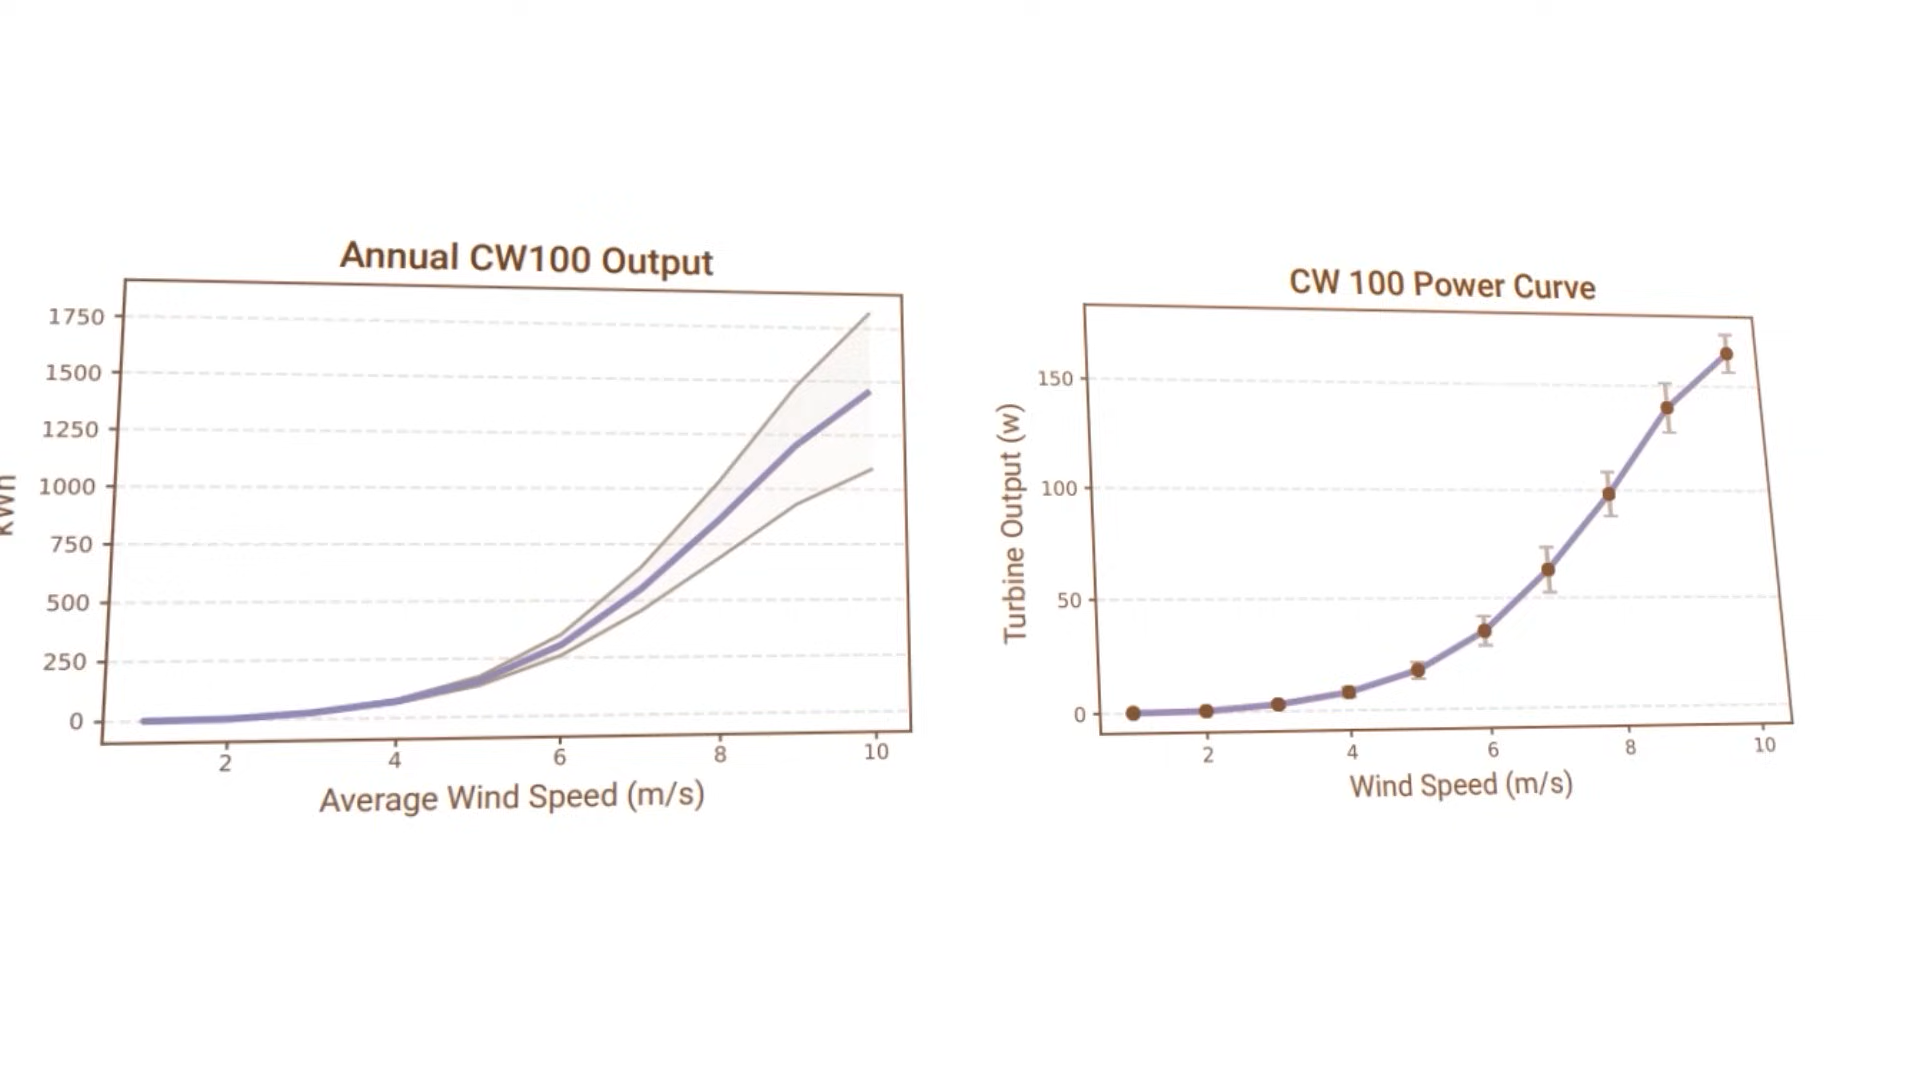 Annual CW100 Output
1750
1500
1250
1000
750
500
250
0
kWh
2 4 6 8 10
Average Wind Speed (m/s)
CW 100 Power Curve
150
100
50
0
Turbine Output (w)
2 4 6 8 10
Wind Speed (m/s)